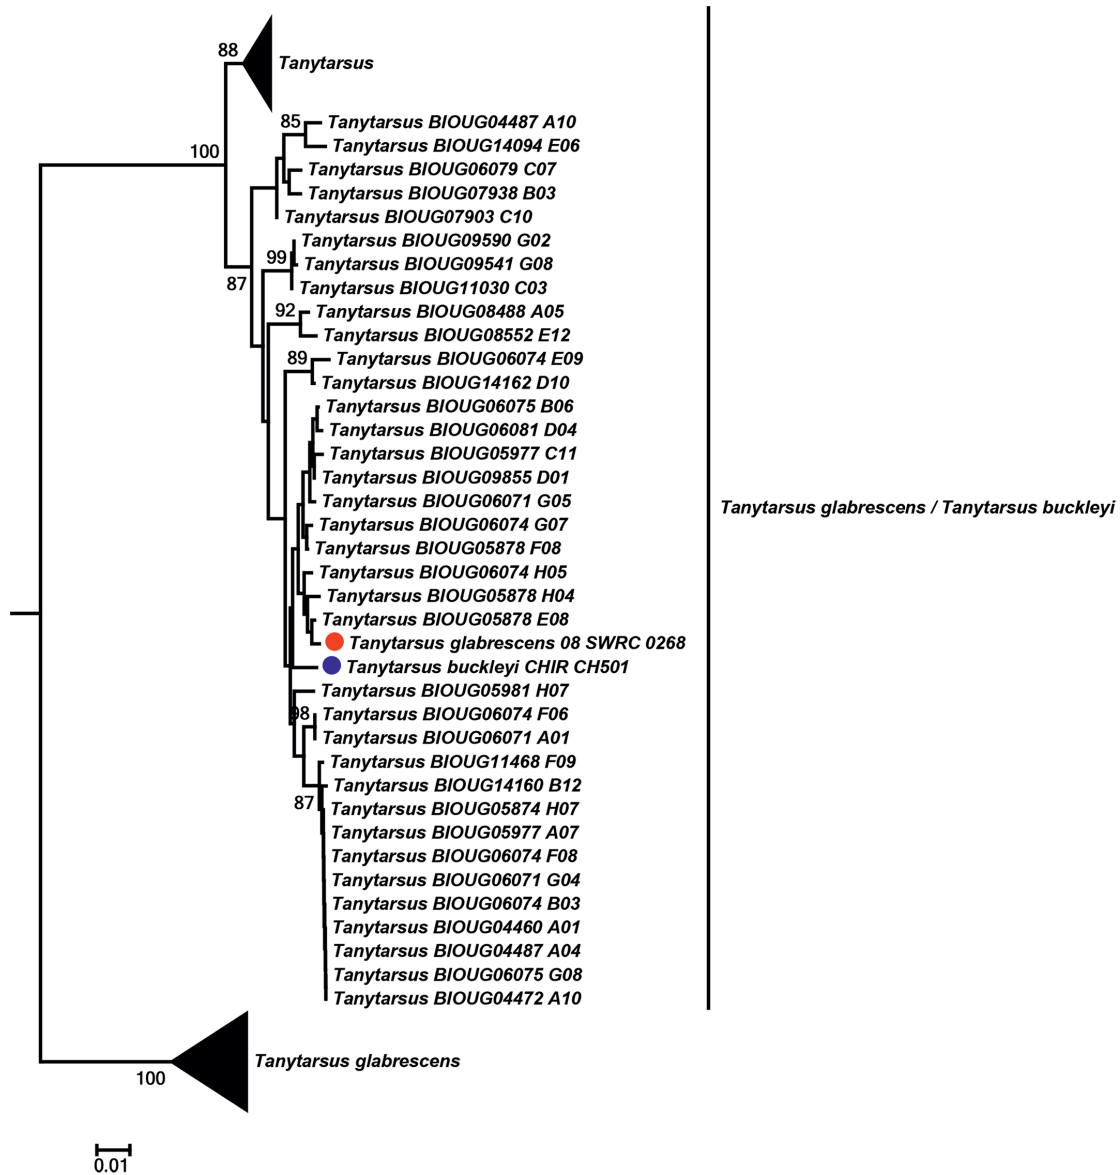 88
Tanytarsus
85
Tanytarsus BIOUG04487 A10
Tanytarsus BIOUG14094 E06
100
Tanytarsus BIOUG06079 C07
Tanytarsus BIOUG07938 B03
Tanytarsus BIOUG07903 C10
Tanytarsus BIOUG09590 G02
99
Tanytarsus BIOUG09541 G08
87
Tanytarsus BIOUG11030 C03
92
Tanytarsus BIOUG08488 A05
Tanytarsus BIOUG08552 E12
89
Tanytarsus BIOUG06074 E09
Tanytarsus BIOUG14162 D10
Tanytarsus BIOUG06075 B06
Tanytarsus BIOUG06081 D04
Tanytarsus BIOUG05977 C11
Tanytarsus BIOUG09855 D01
Tanytarsus BIOUG06071 G05
Tanytarsus glabrescens / Tanytarsus buckleyi
Tanytarsus BIOUG06074 G07
Tanytarsus BIOUG05878 F08
Tanytarsus BIOUG06074 H05
Tanytarsus BIOUG05878 H04
Tanytarsus BIOUG05878 E08
Tanytarsus glabrescens 08 SWRC 0268
Tanytarsus buckleyi CHIR CH501
Tanytarsus BIOUG05981 H07
98
Tanytarsus BIOUG06074 F06
Tanytarsus BIOUG06071 A01
Tanytarsus BIOUG11468 F09
Tanytarsus BIOUG14160 B12
87
Tanytarsus BIOUG05874 H07
Tanytarsus BIOUG05977 A07
Tanytarsus BIOUG06074 F08
Tanytarsus BIOUG06071 G04
Tanytarsus BIOUG06074 B03
Tanytarsus BIOUG04460 A01
Tanytarsus BIOUG04487 A04
Tanytarsus BIOUG06075 G08
Tanytarsus BIOUG04472 A10
Tanytarsus glabrescens
100
0.01